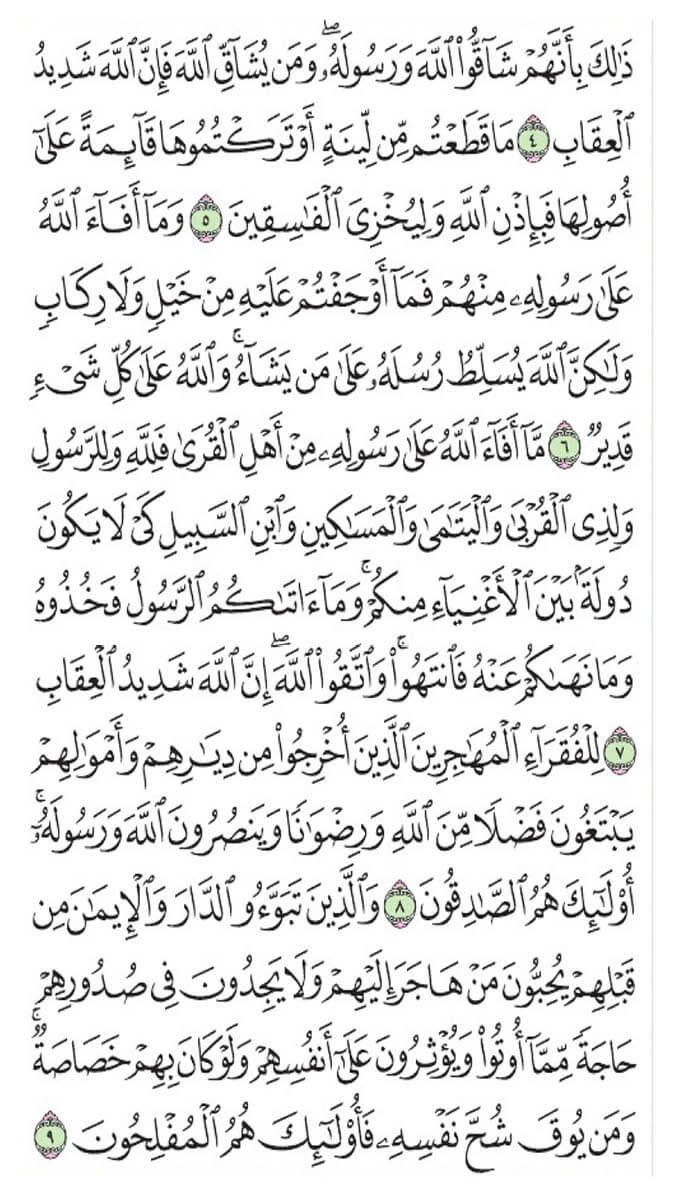 ذَٰلِكَ بِأَنَّهُمۡ شَآقُّواْ ٱللَّهَ وَرَسُولَهُۥۖ وَمَن يُشَآقِّ ٱللَّهَ فَإِنَّ ٱللَّهَ شَدِيدُ
ٱلۡعِقَابِ ٤ مَا قَطَعۡتُم مِّن لِّينَةٍ أَوۡ تَرَكۡتُمُوهَا قَآئِمَةً عَلَىٰٓ
أُصُولِهَا فَبِإِذۡنِ ٱللَّهِ وَلِيُخۡزِيَ ٱلۡفَٰسِقِينَ ٥ وَمَآ أَفَآءَ ٱللَّهُ
عَلَىٰ رَسُولِهِۦ مِنۡهُمۡ فَمَآ أَوۡجَفۡتُمۡ عَلَيۡهِ مِنۡ خَيۡلٖ وَلَا رِكَابٖ
وَلَٰكِنَّ ٱللَّهَ يُسَلِّطُ رُسُلَهُۥ عَلَىٰ مَن يَشَآءُۚ وَٱللَّهُ عَلَىٰ كُلِّ شَيۡءٖ
قَدِيرٞ ٦ مَّآ أَفَآءَ ٱللَّهُ عَلَىٰ رَسُولِهِۦ مِنۡ أَهۡلِ ٱلۡقُرَىٰ فَلِلَّهِ وَلِلرَّسُولِ
وَلِذِي ٱلۡقُرۡبَىٰ وَٱلۡيَتَٰمَىٰ وَٱلۡمَسَٰكِينِ وَٱبۡنِ ٱلسَّبِيلِ كَيۡ لَا يَكُونَ
دُولَةَۢ بَيۡنَ ٱلۡأَغۡنِيَآءِ مِنكُمۡۚ وَمَآ ءَاتَىٰكُمُ ٱلرَّسُولُ فَخُذُوهُ
وَمَا نَهَىٰكُمۡ عَنۡهُ فَٱنتَهُواْۚ وَٱتَّقُواْ ٱللَّهَۖ إِنَّ ٱللَّهَ شَدِيدُ ٱلۡعِقَابِ
٧ لِلۡفُقَرَآءِ ٱلۡمُهَٰجِرِينَ ٱلَّذِينَ أُخۡرِجُواْ مِن دِيَٰرِهِمۡ وَأَمۡوَٰلِهِمۡ
يَبۡتَغُونَ فَضۡلٗا مِّنَ ٱللَّهِ وَرِضۡوَٰنٗا وَيَنصُرُونَ ٱللَّهَ وَرَسُولَهُۥٓۚ
أُوْلَٰٓئِكَ هُمُ ٱلصَّٰدِقُونَ ٨ وَٱلَّذِينَ تَبَوَّءُو ٱلدَّارَ وَٱلۡإِيمَٰنَ مِن
قَبۡلِهِمۡ يُحِبُّونَ مَنۡ هَاجَرَ إِلَيۡهِمۡ وَلَا يَجِدُونَ فِي صُدُورِهِمۡ
حَاجَةٗ مِّمَّآ أُوتُواْ وَيُؤۡثِرُونَ عَلَىٰٓ أَنفُسِهِمۡ وَلَوۡ كَانَ بِهِمۡ خَصَاصَةٞۚ
وَمَن يُوقَ شُحَّ نَفۡسِهِۦ فَأُوْلَٰٓئِكَ هُمُ ٱلۡمُفۡلِحُونَ ٩